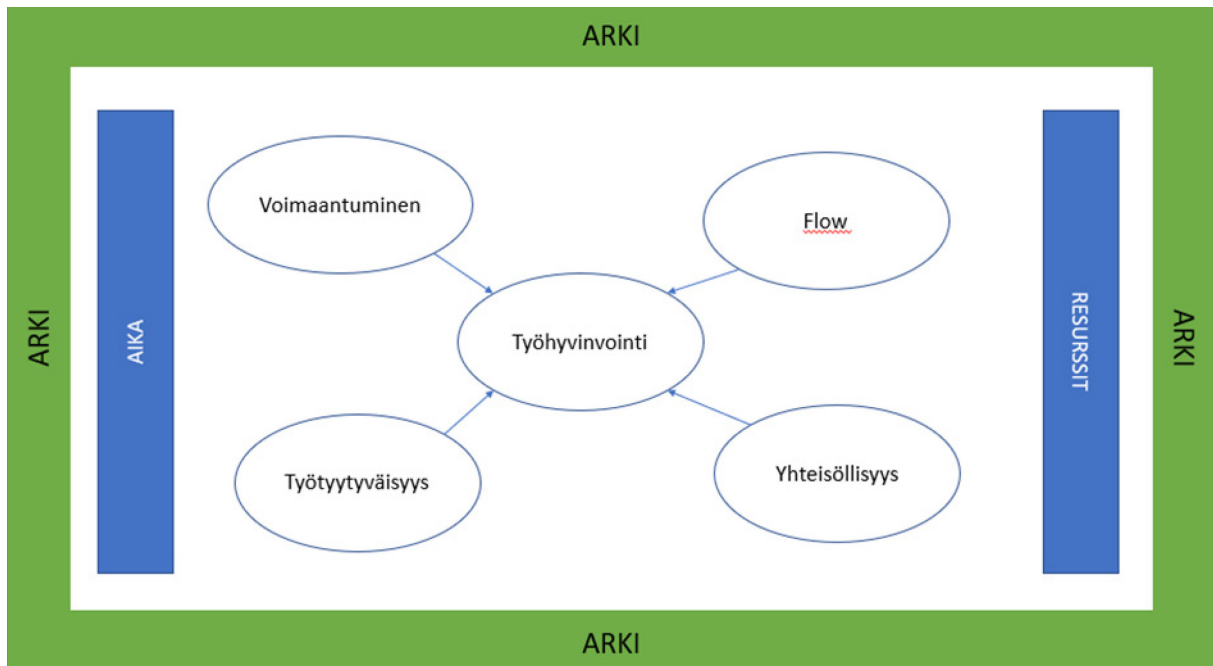 ARKI
ARKI
AIKA
Voimaantuminen
Flow
Työhyvinvointi
Työtyytyväisyys
Yhteisöllisyys
RESURSSIT
ARKI
ARKI